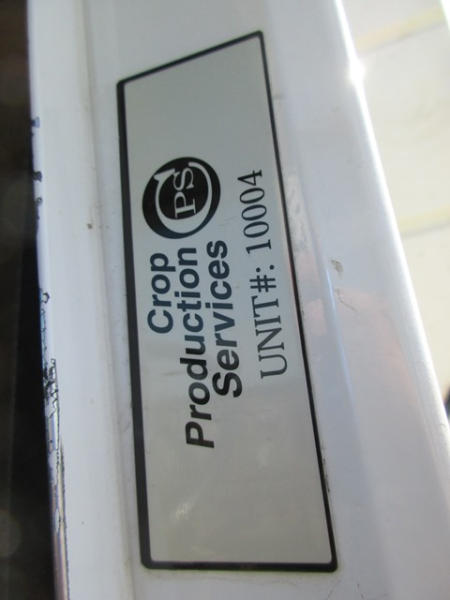 Crop
Production
Services
CPS
UNIT#: 10004